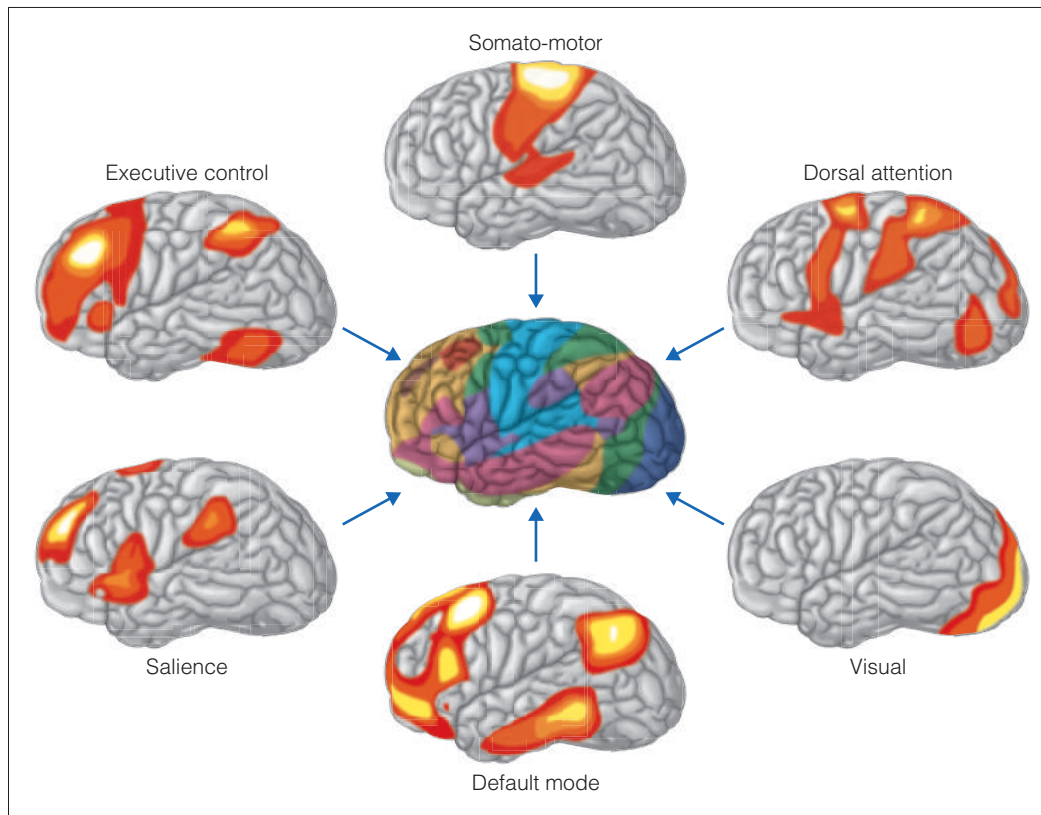 Somato-motor
Executive control
Dorsal attention
Salience
Visual
Default mode